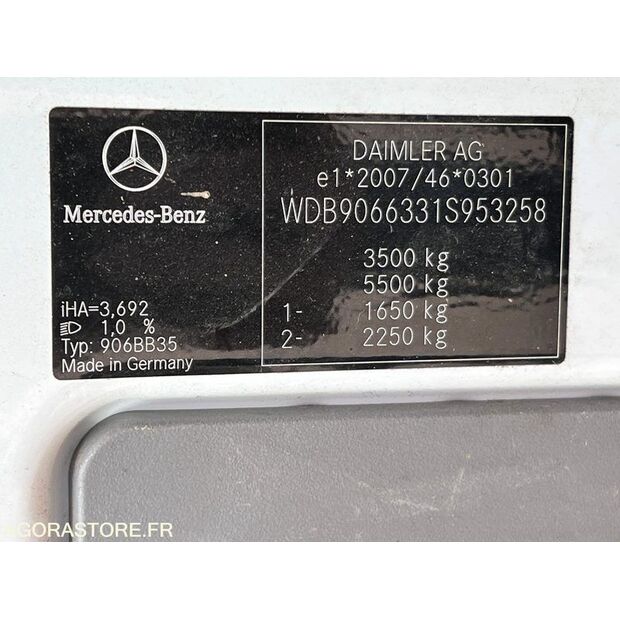 Mercedes-Benz
iHA=3,692
1,0 %
Typ: 906BB35
Made in Germany
DAIMLER AG
e1*2007/46*0301
WDB9066331S953258
3500 kg
5500 kg
1- 1650 kg
2- 2250 kg
AGORASTORE.FR